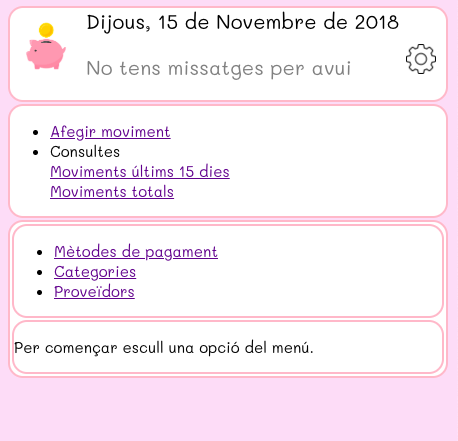 Dijous, 15 de Novembre de 2018
No tens missatges per avui
Afegir moviment
Consultes
Moviments últims 15 dies
Moviments totals
Mètodes de pagament
Categories
Proveïdors
Per començar escull una opció del menú.